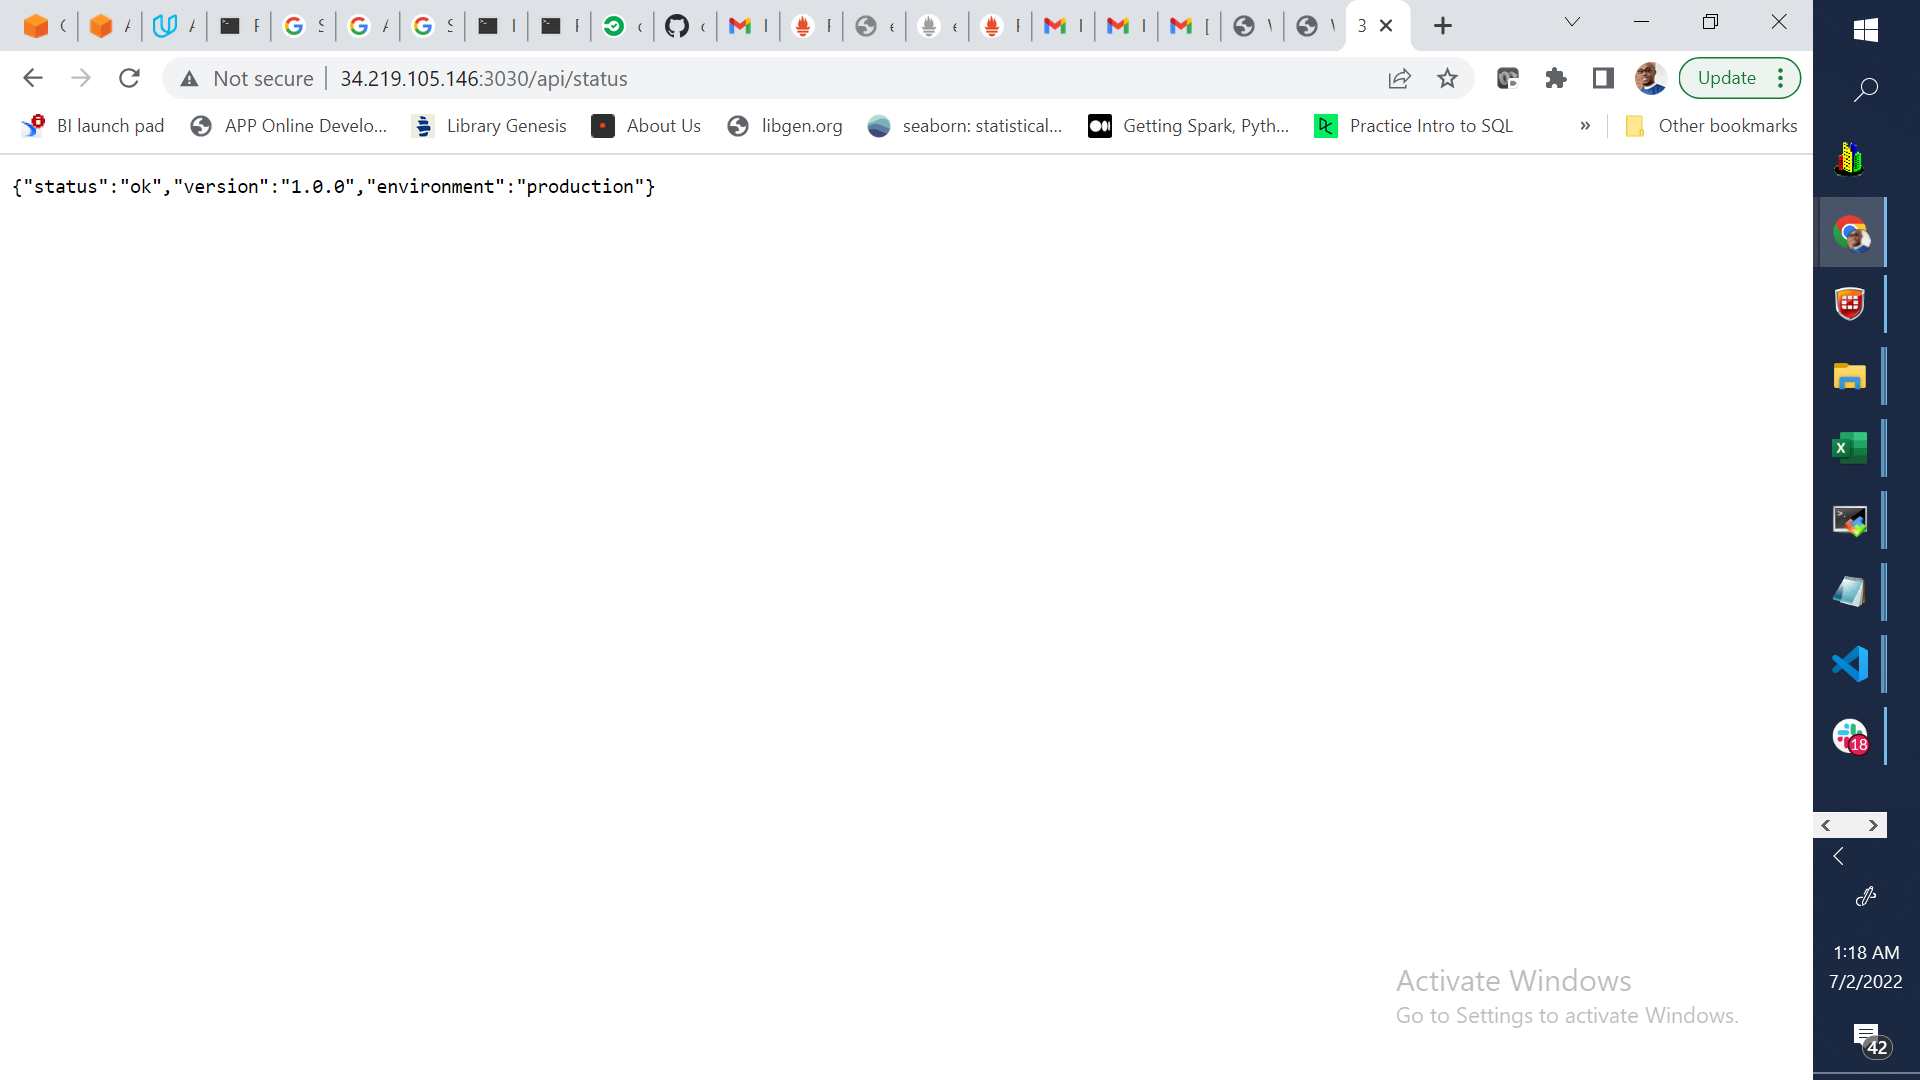 3
Not secure
34.219.105.146:3030/api/status
Update
BI launch pad
APP Online Develo...
Library Genesis
About Us
libgen.org
seaborn: statistical...
Getting Spark, Pyth...
Practice Intro to SQL
»
Other bookmarks
{"status":"ok","version":"1.0.0","environment":"production"}
18
1:18 AM
7/2/2022
Activate Windows
Go to Settings to activate Windows.
42